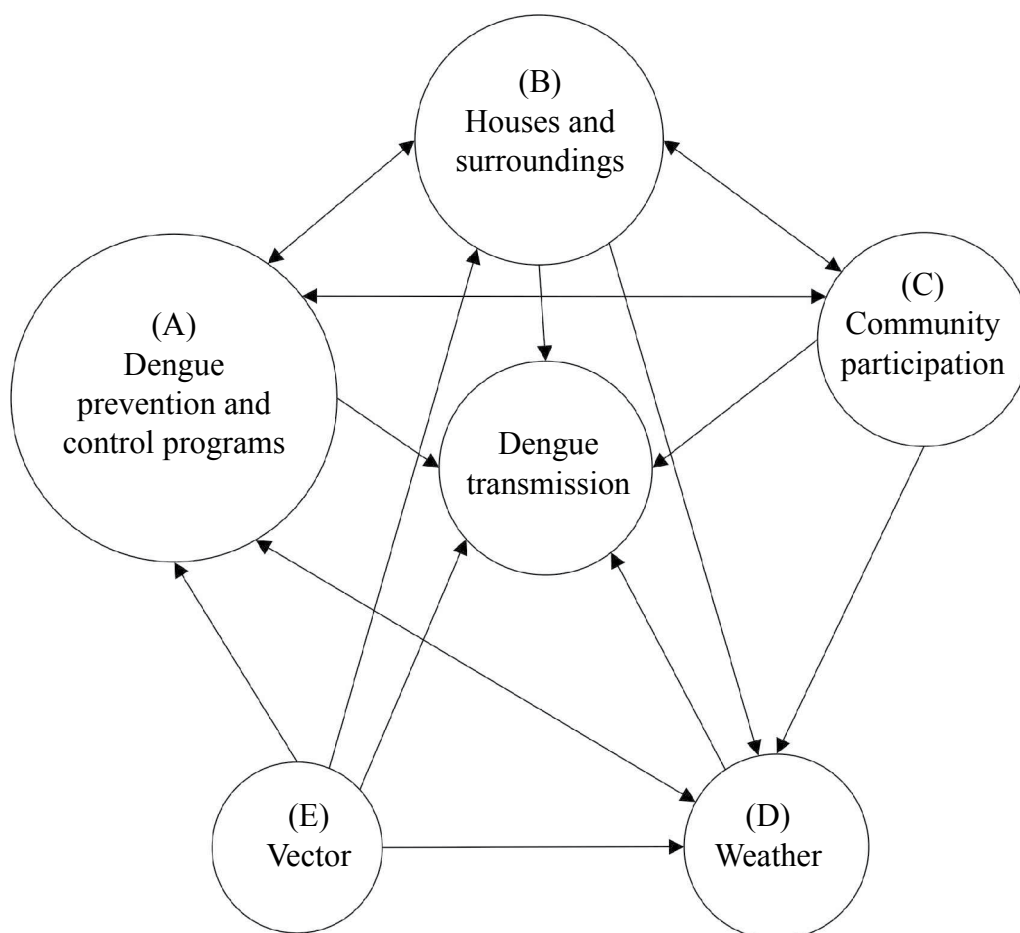 (B)
Houses and
surroundings
(A)
Dengue
prevention and
control programs
(C)
Community
participation
Dengue
transmission
(E)
Vector
(D)
Weather